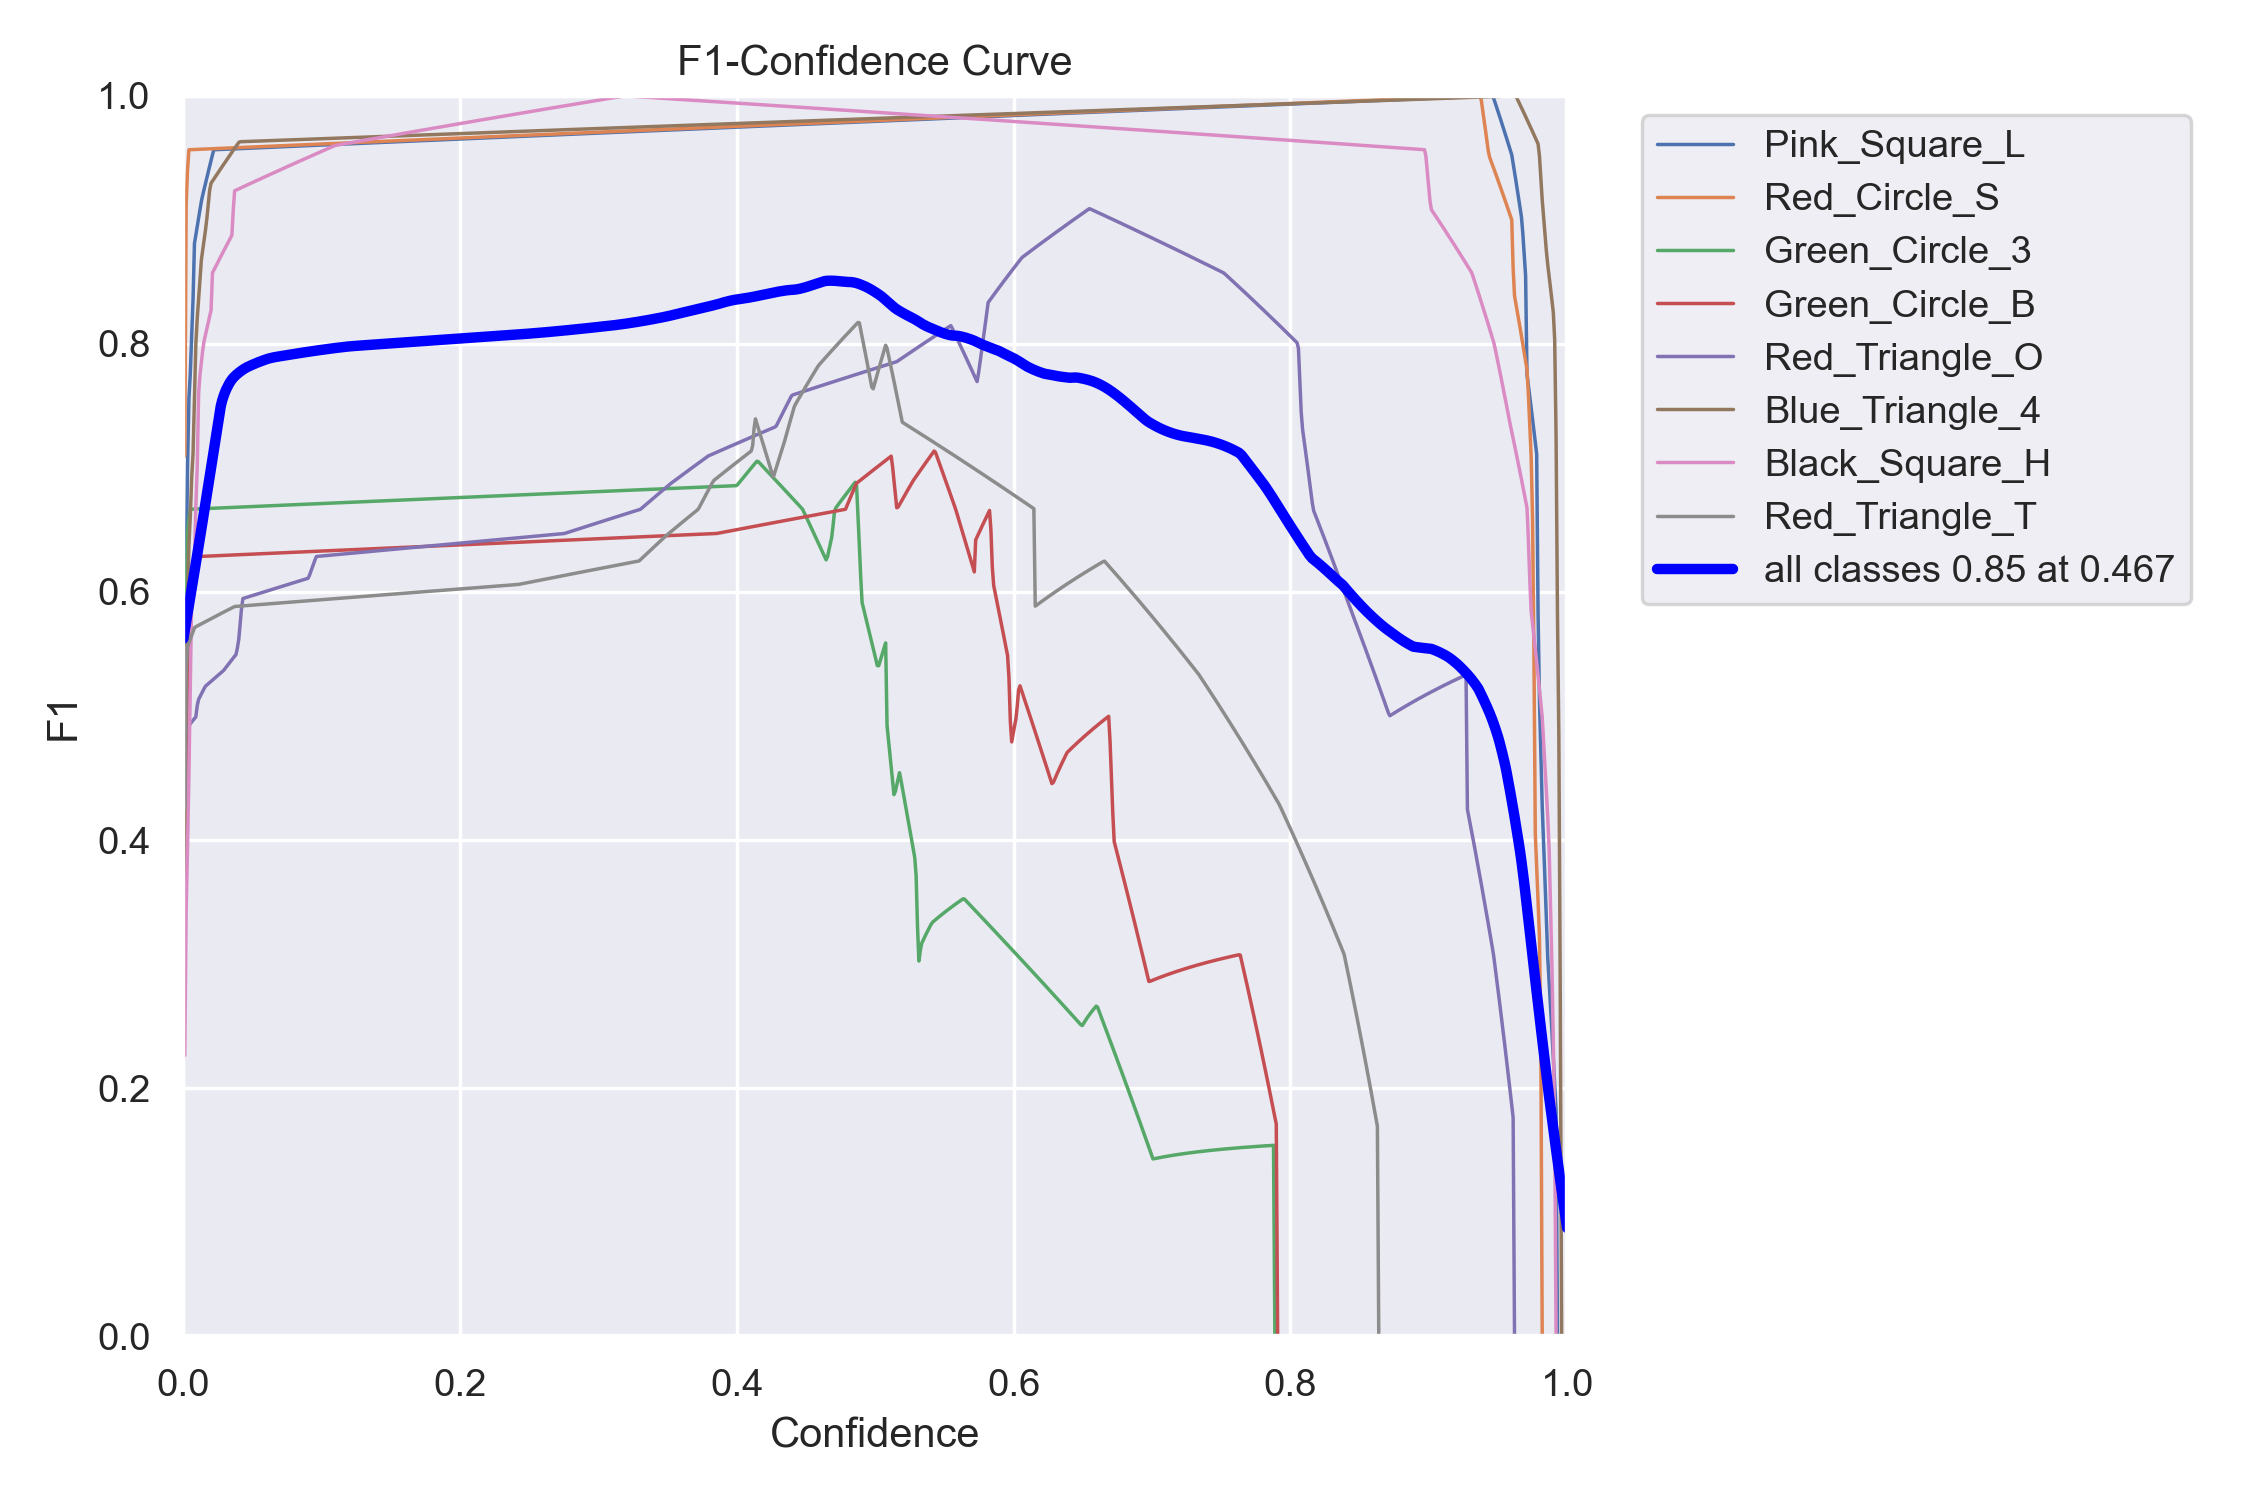 F1-Confidence Curve
1.0
0.8
0.6
0.4
0.2
0.0
F1
0.0 0.2 0.4 0.6 0.8 1.0
Confidence
Pink_Square_L
Red_Circle_S
Green_Circle_3
Green_Circle_B
Red_Triangle_O
Blue_Triangle_4
Black_Square_H
Red_Triangle_T
all classes 0.85 at 0.467